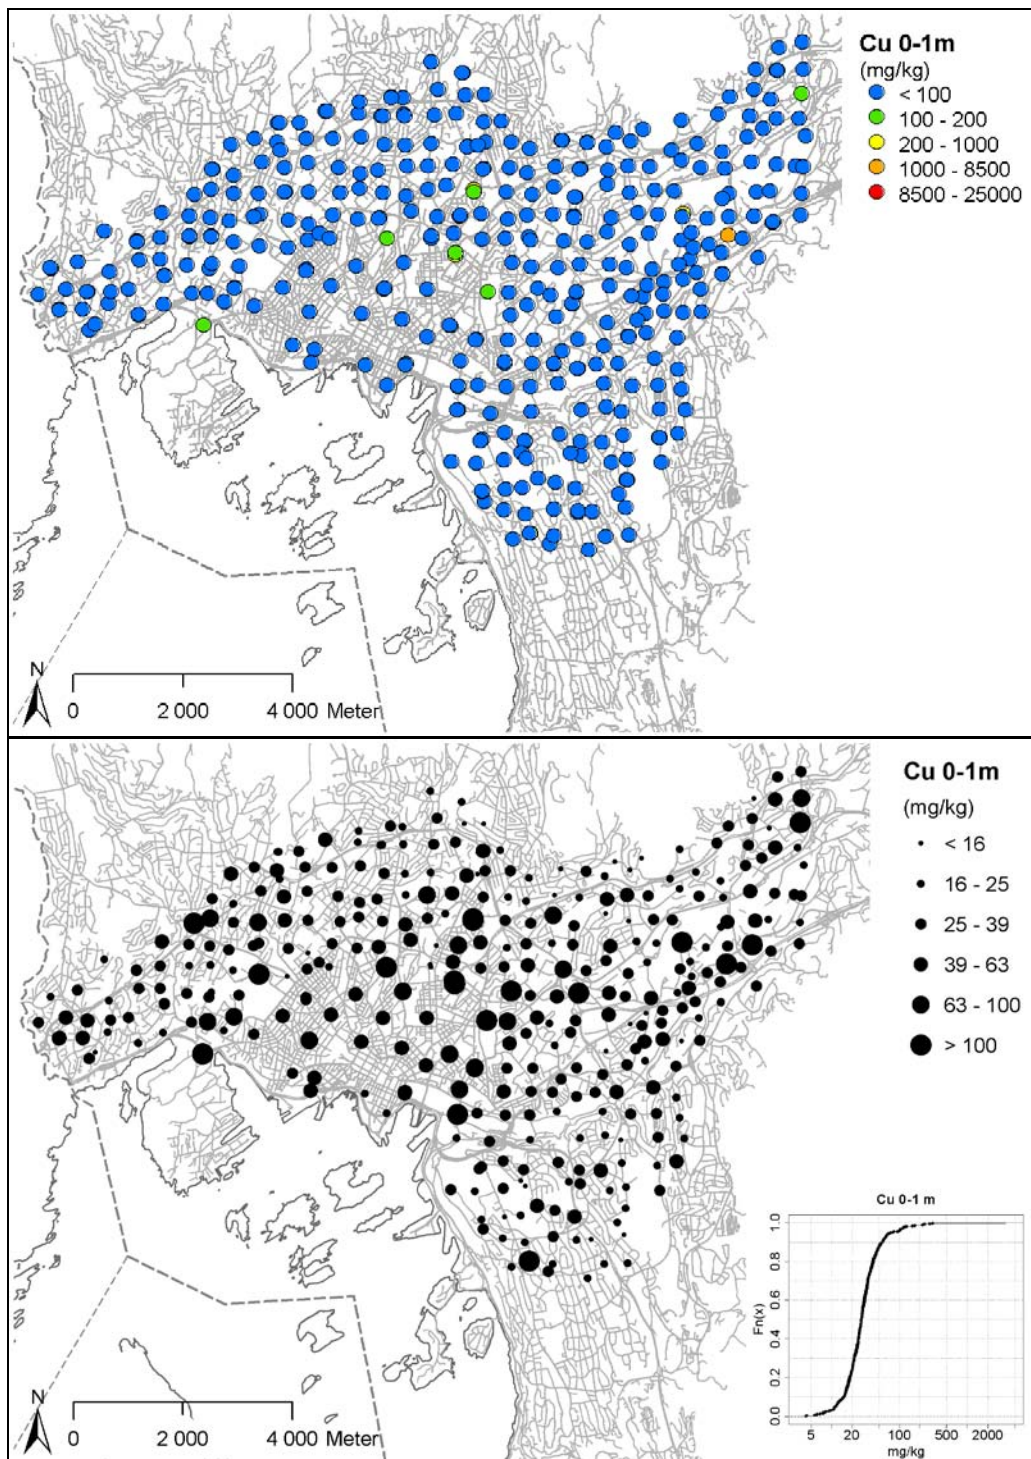 Cu 0-1m
(mg/kg)
< 100
100 - 200
200 - 1000
1000 - 8500
8500 - 25000
N
0 2 000 4 000 Meter
Cu 0-1m
(mg/kg)
< 16
16 - 25
25 - 39
39 - 63
63 - 100
> 100
Cu 0-1 m
Fn(x)
1.0
0.8
0.6
0.4
0.2
0.0
5 20 100 500 2000
mg/kg
N
0 2 000 4 000 Meter